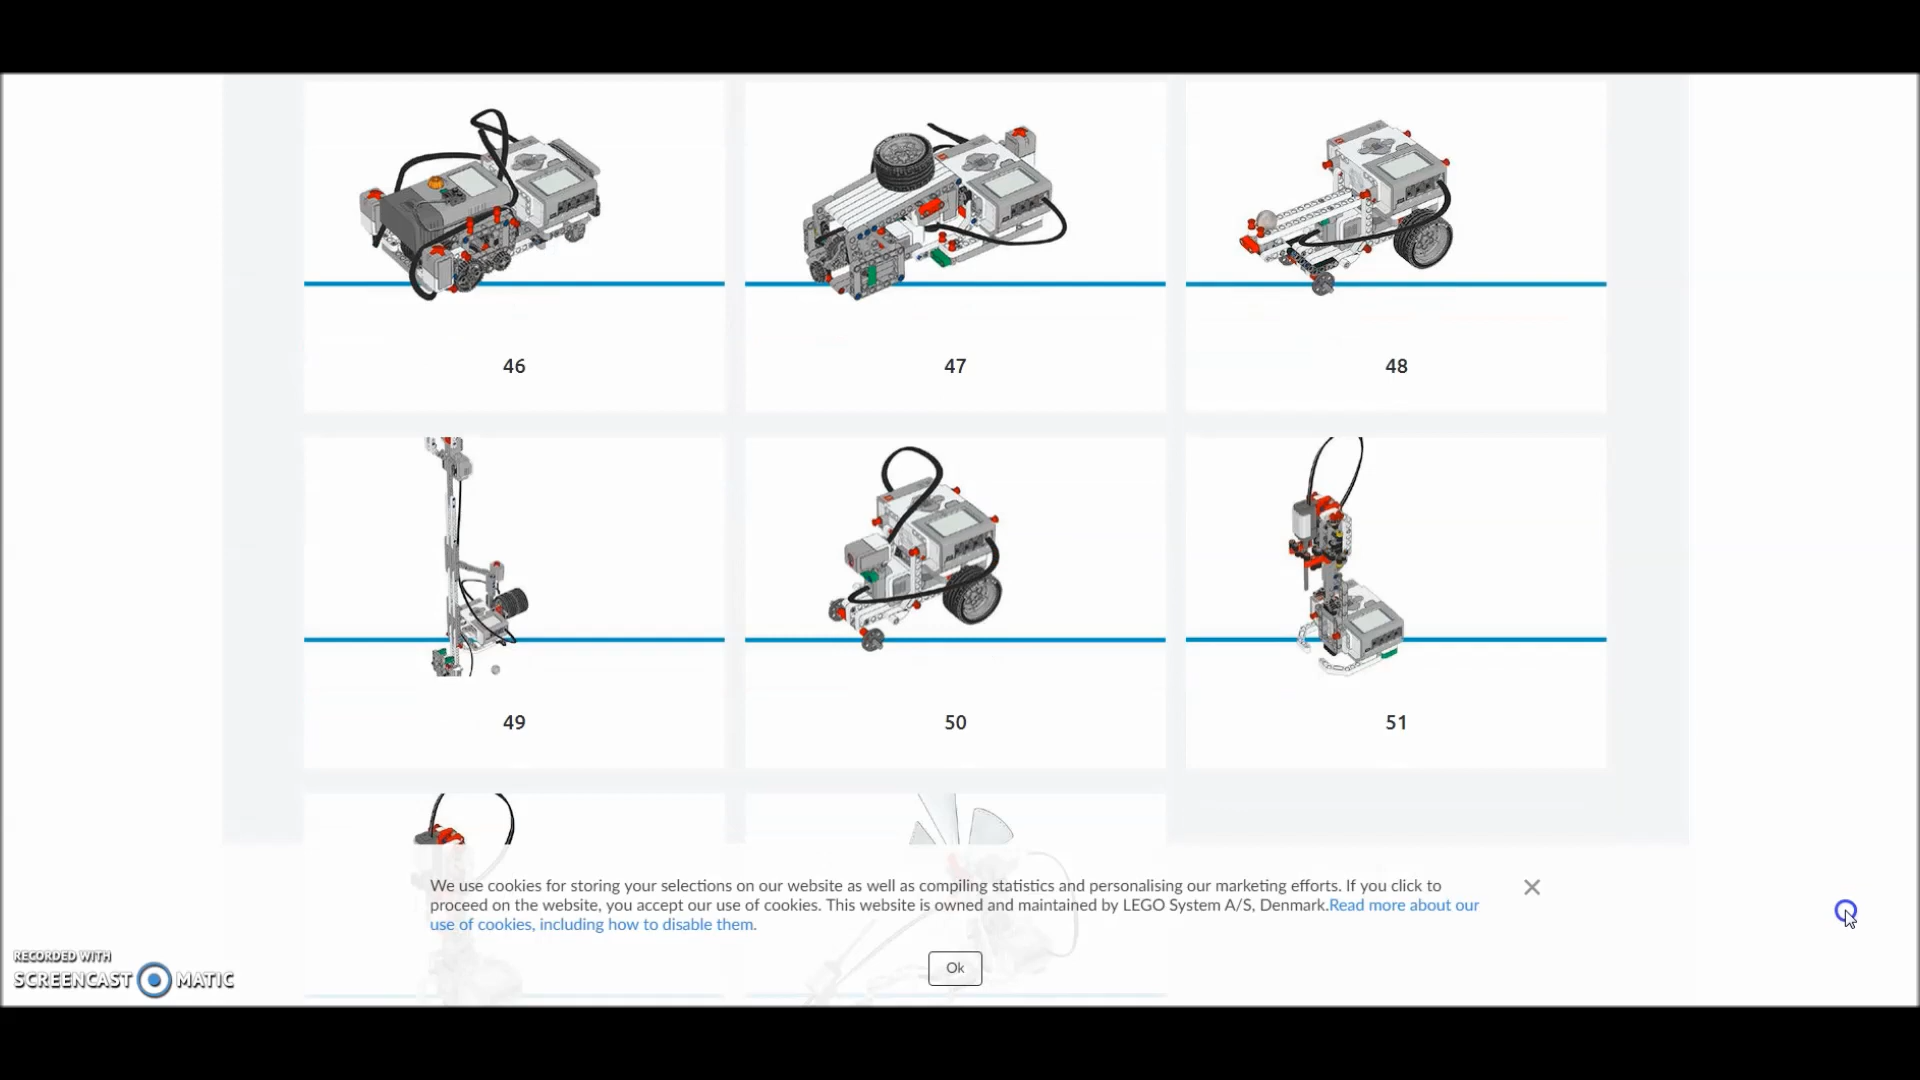 46
47
48
49
50
51
We use cookies for storing your selections on our website as well as compiling statistics and personalising our marketing efforts. If you click to
proceed on the website, you accept our use of cookies. This website is owned and maintained by LEGO System A/S, Denmark.Read more about our
use of cookies, including how to disable them.
Ok
RECORDED WITH
SCREENCAST MATIC